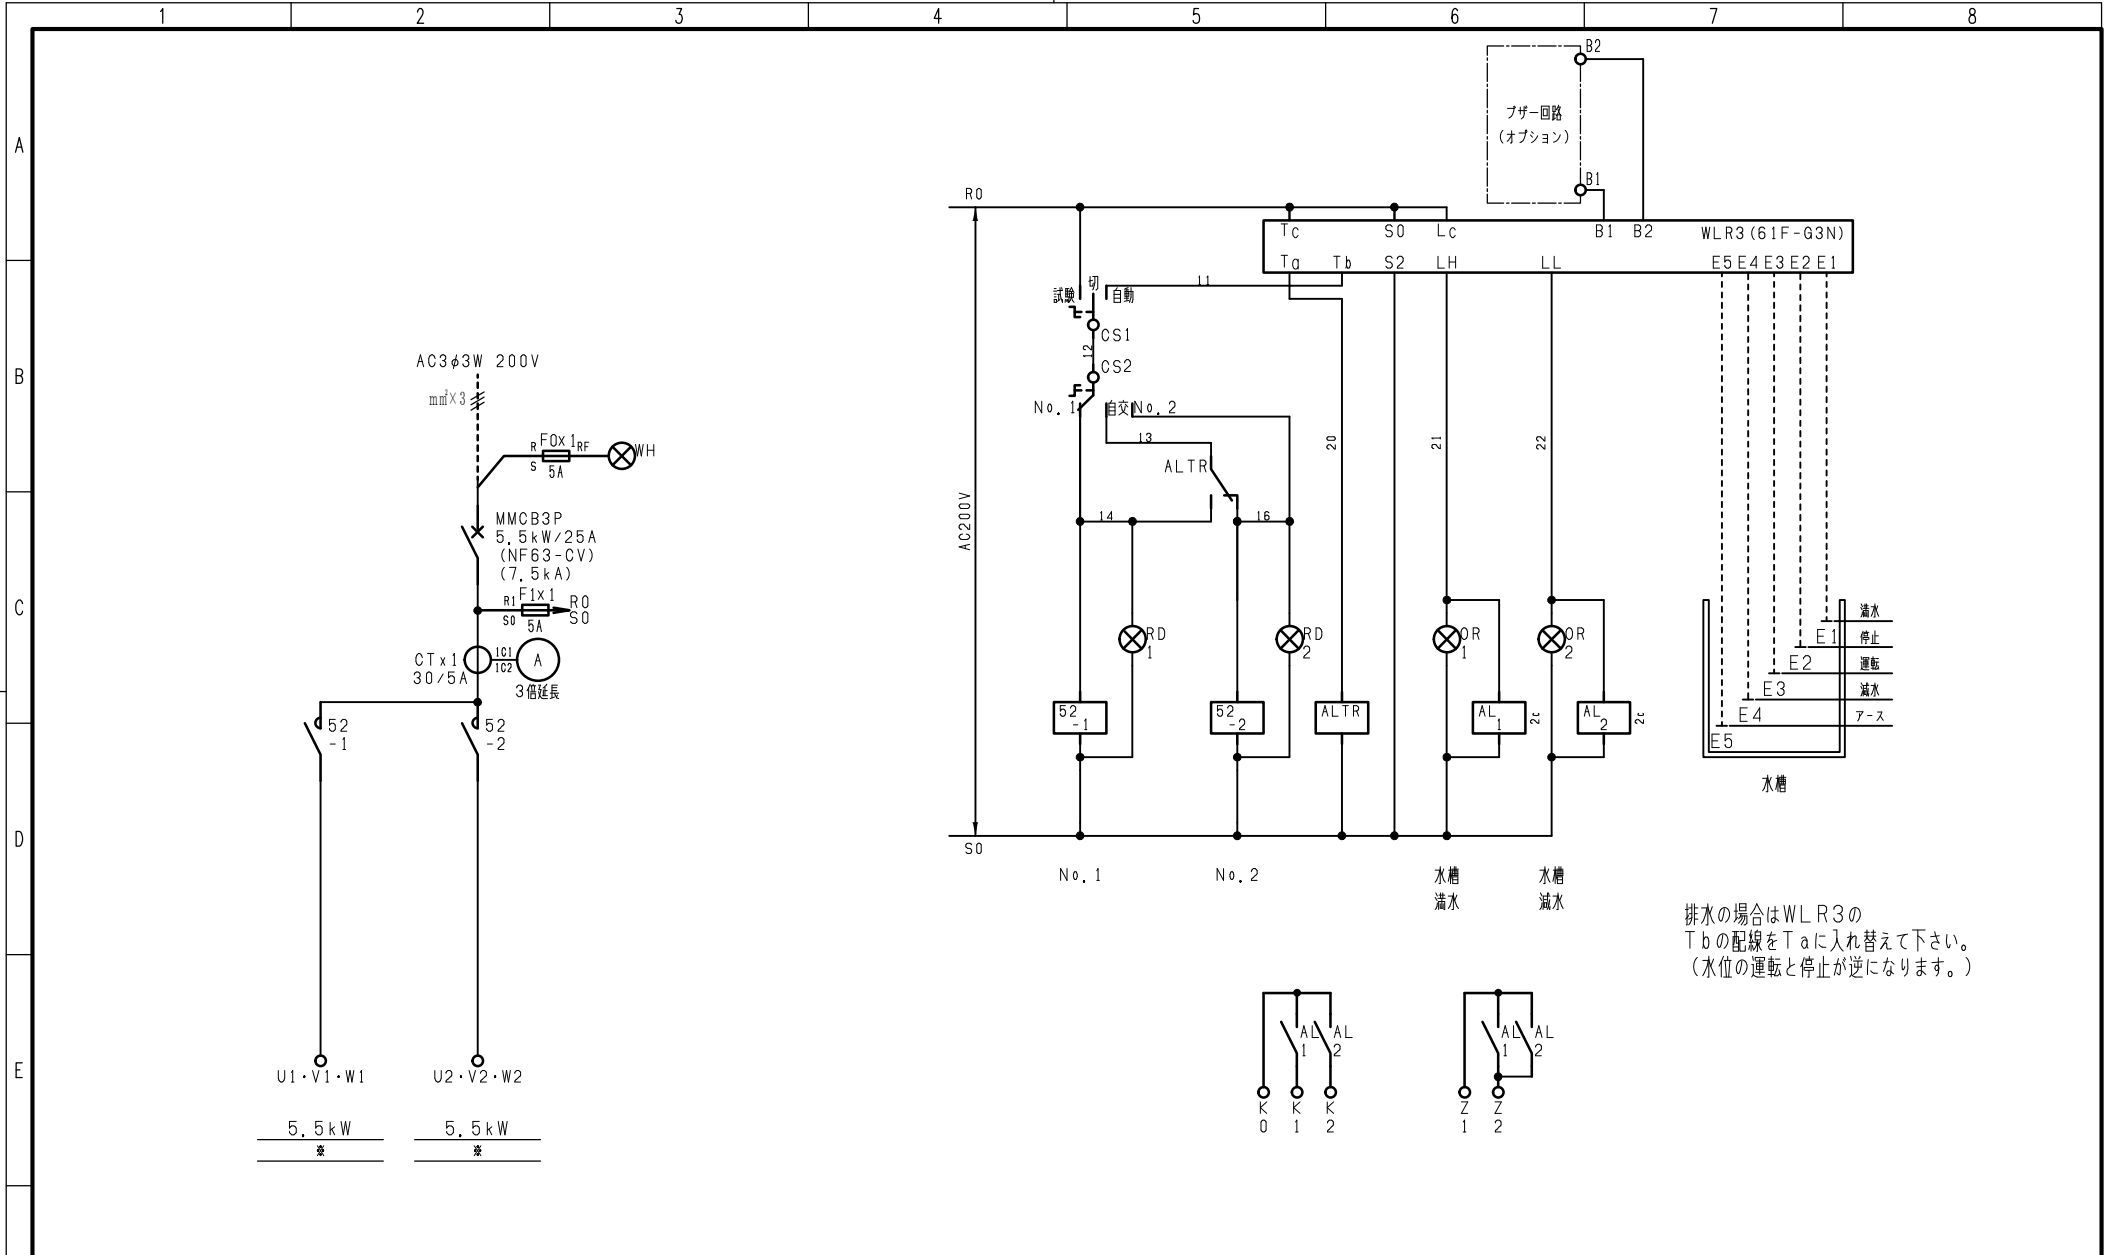 1 2 3 4 5 6 7 8
A
B
C
D
E
B2
ブザー回路
(オプション)
B1
R0
Tc S0 Lc B1 B2 WLR3(61F-G3N)
Ta Tb S2 LH LL E5 E4 E3 E2 E1
11
試験 切 自動
CS1
12
CS2
No.1 自交 No.2
13
ALTR
20
21
22
AC200V
14
16
RD
1
RD
2
OR
1
OR
2
52
-1
52
-2
ALTR
AL
1
2c
AL
2
2c
S0
No.1
No.2
水槽
満水
水槽
減水
満水
E1 停止
E2 運転
E3 減水
E4 アース
E5
水槽
排水の場合はWLR3の
Tbの配線をTaに入れ替えて下さい。
(水位の運転と停止が逆になります。)
AC3φ3W 200V
mm²×3
R F0x1 RF
S 5A
WH
MMCB3P
5.5kW/25A
(NF63-CV)
(7.5kA)
R1 F1x1 R0
S0 5A S0
CTx1
30/5A
1C1
1C2
A
3倍延長
52
-1
52
-2
U1・V1・W1
U2・V2・W2
5.5kW
※
5.5kW
※
AL
1
AL
2
K
0
K
1
K
2
AL
1
AL
2
Z
1
Z
2